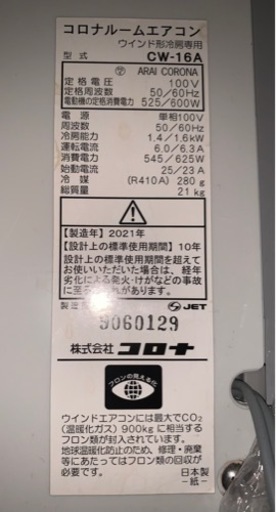 コロナルームエアコン
ウインド形冷房専用
型式 CW-16A
ARAI CORONA
定格電圧 100V
定格周波数 50/60Hz
電動機の定格消費電力 525/600W
電源 単相100V
周波数 50/60Hz
冷房能力 1.4/1.6kW
運転電流 6.0/6.3A
消費電力 545/625W
始動電流 25/23A
冷媒 (R410A) 280g
総質量 21kg
【製造年】2021年
【設計上の標準使用期間】10年
設計上の標準使用期間を超えて
お使いいただいた場合は、経年
劣化による発火・けがなどの事故
に至るおそれがあります。
JET
9060129
株式会社 コロナ
フロンの見える化
ウインドエアコンには最大でCO₂
(温暖化ガス) 900kgに相当する
フロン類が封入されています。
地球温暖化防止のため、修理・廃棄
等にあたってはフロン類の回収が
必要です。
日本製
-紙-